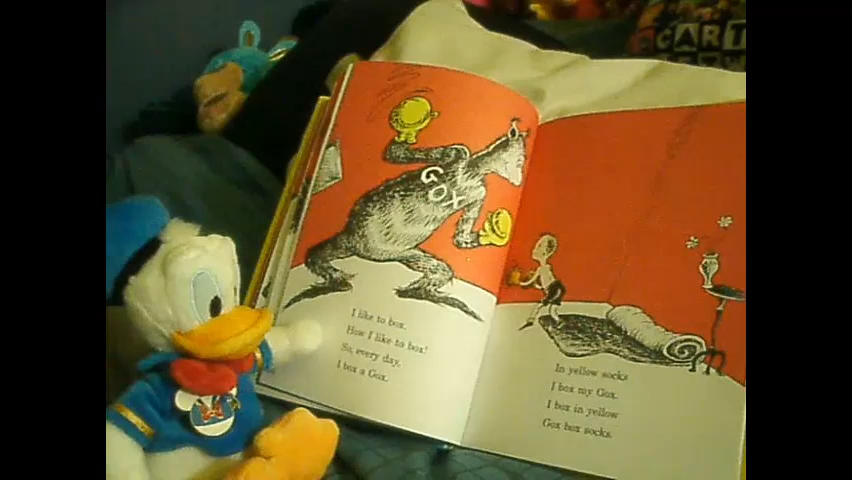 CART
GOX
I like to box.
How I like to box!
So, every day,
I box a Gox.
In yellow socks
I box my Gox.
I box in yellow
Gox box socks.